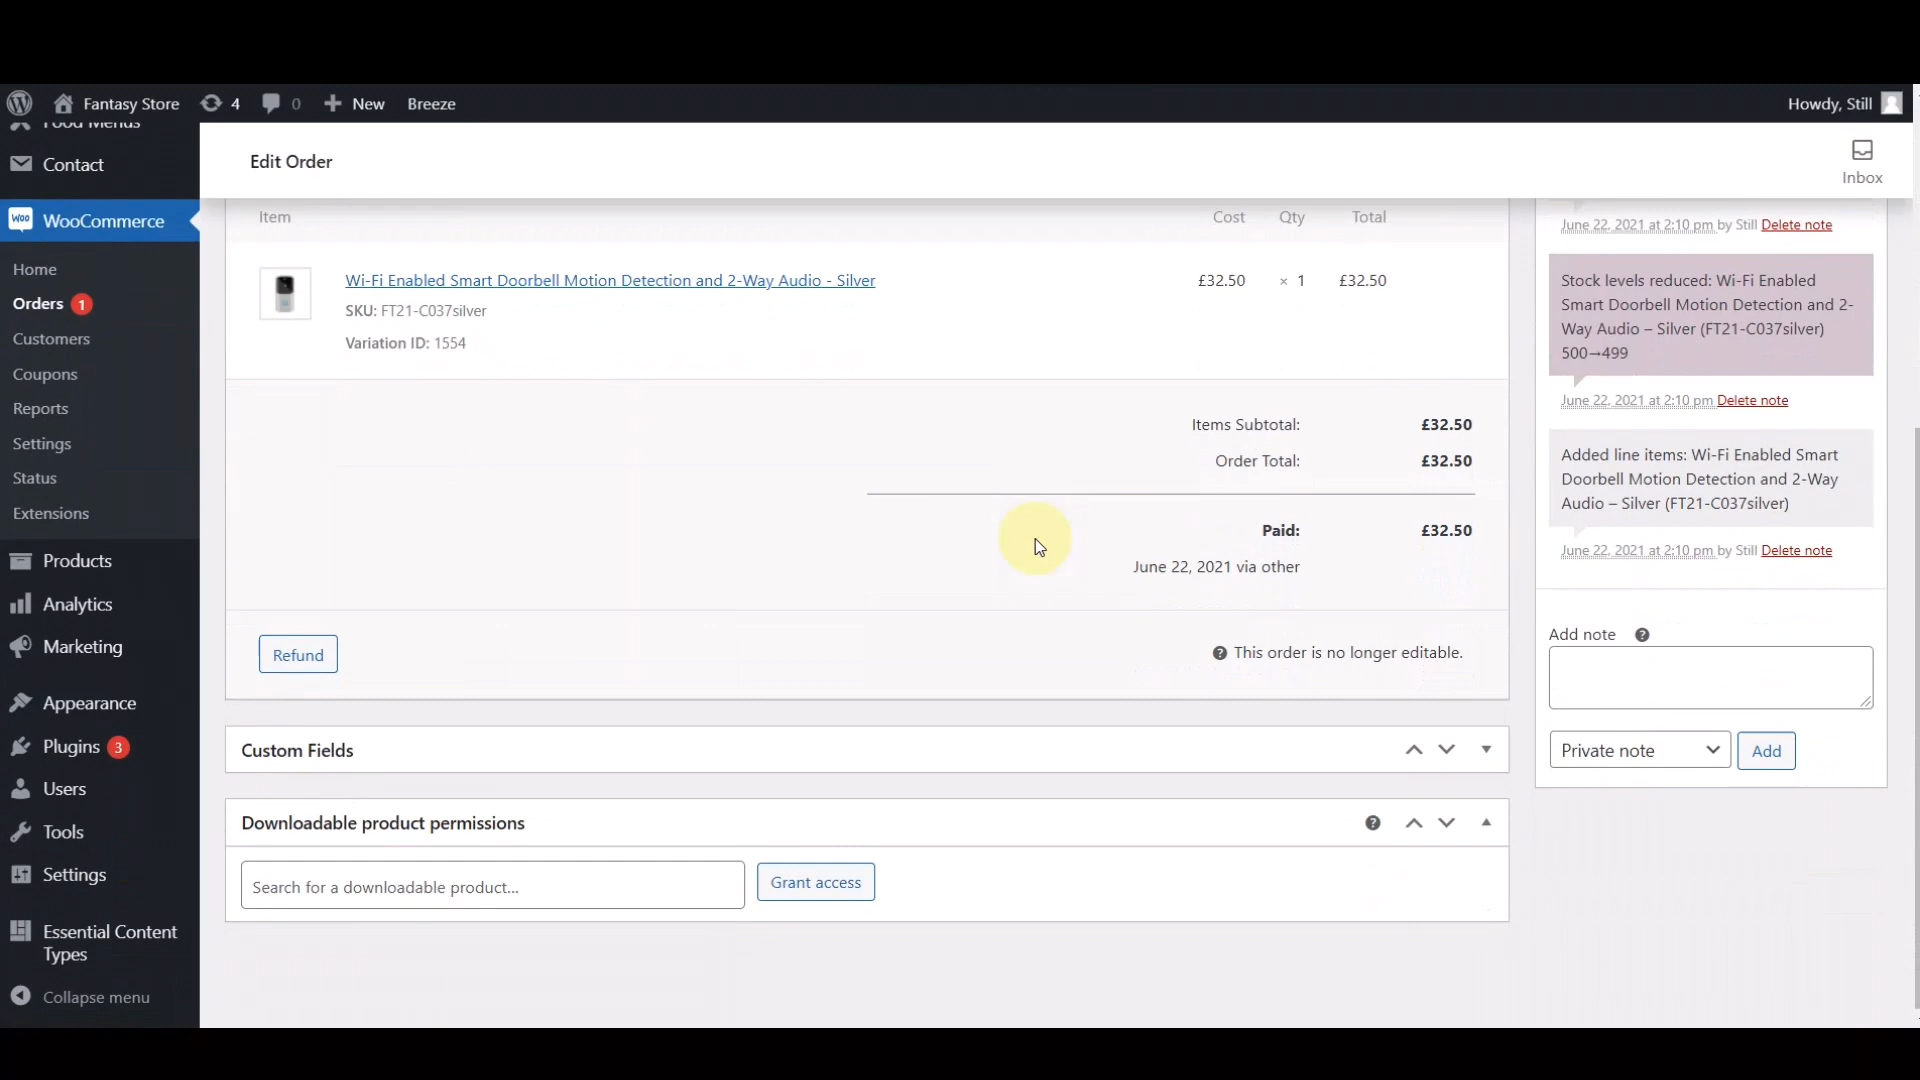 Fantasy Store 4 0 New Breeze Howdy, Still
Food Menus
Contact
WooCommerce
Home
Orders 1
Customers
Coupons
Reports
Settings
Status
Extensions
Products
Analytics
Marketing
Appearance
Plugins 3
Users
Tools
Settings
Essential Content
Types
Collapse menu
Edit Order
Inbox
Item Cost Qty Total
Wi-Fi Enabled Smart Doorbell Motion Detection and 2-Way Audio - Silver £32.50 × 1 £32.50
SKU: FT21-C037silver
Variation ID: 1554
Items Subtotal: £32.50
Order Total: £32.50
Paid: £32.50
June 22, 2021 via other
Refund
This order is no longer editable.
Custom Fields
Downloadable product permissions
Search for a downloadable product...
Grant access
June 22, 2021 at 2:10 pm by Still Delete note
Stock levels reduced: Wi-Fi Enabled
Smart Doorbell Motion Detection and 2-
Way Audio – Silver (FT21-C037silver)
500→499
June 22, 2021 at 2:10 pm Delete note
Added line items: Wi-Fi Enabled Smart
Doorbell Motion Detection and 2-Way
Audio – Silver (FT21-C037silver)
June 22, 2021 at 2:10 pm by Still Delete note
Add note
Private note
Add